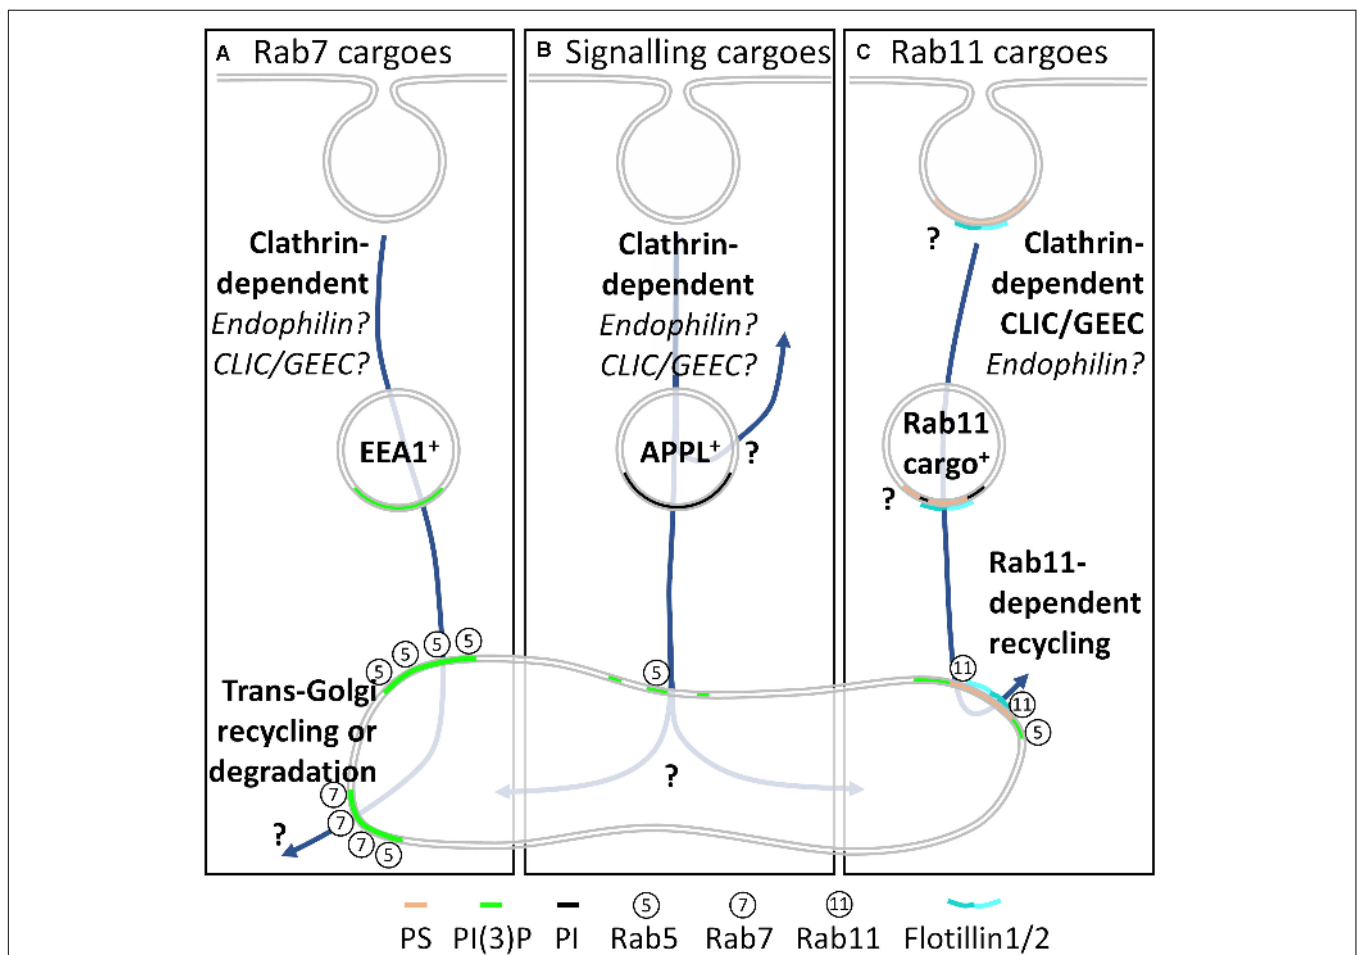 A Rab7 cargoes
Clathrin-
dependent
Endophilin?
CLIC/GEEC?
EEA1+
5 5 5 5
Trans-Golgi
recycling or
degradation
7
7
7
5
?
B Signalling cargoes
Clathrin-
dependent
Endophilin?
CLIC/GEEC?
APPL+
?
5
?
C Rab11 cargoes
?
Clathrin-
dependent
CLIC/GEEC
Endophilin?
Rab11
cargo+
?
Rab11-
dependent
recycling
11
11
5
5 7 11
PS PI(3)P PI Rab5 Rab7 Rab11 Flotillin1/2